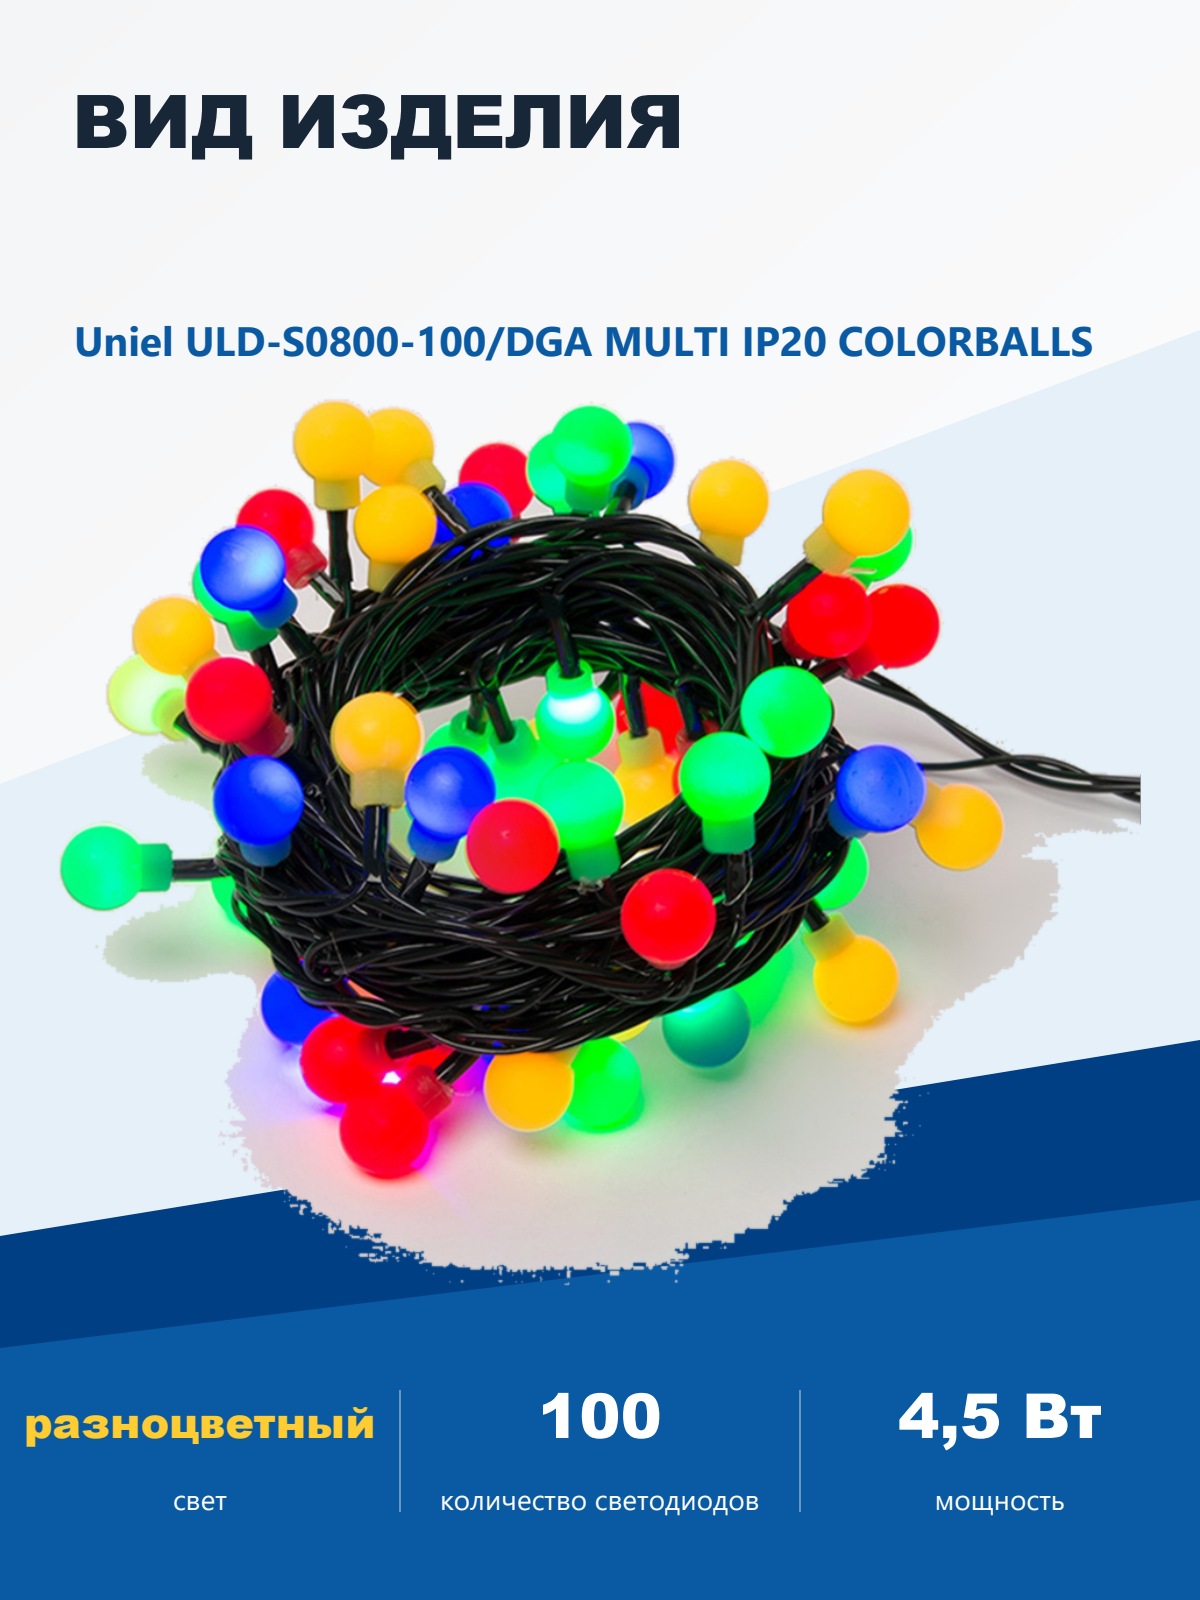 ВИД ИЗДЕЛИЯ
Uniel ULD-S0800-100/DGA MULTI IP20 COLORBALLS
разноцветный
свет
100
количество светодиодов
4,5 Вт
мощность